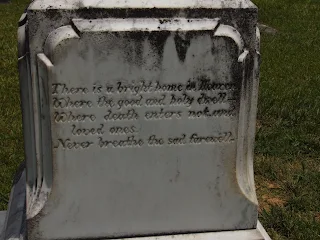 There is a bright home in Heaven
Where the good and holy dwell
Where death enters not and
loved ones
Never breathe the sad farewell.